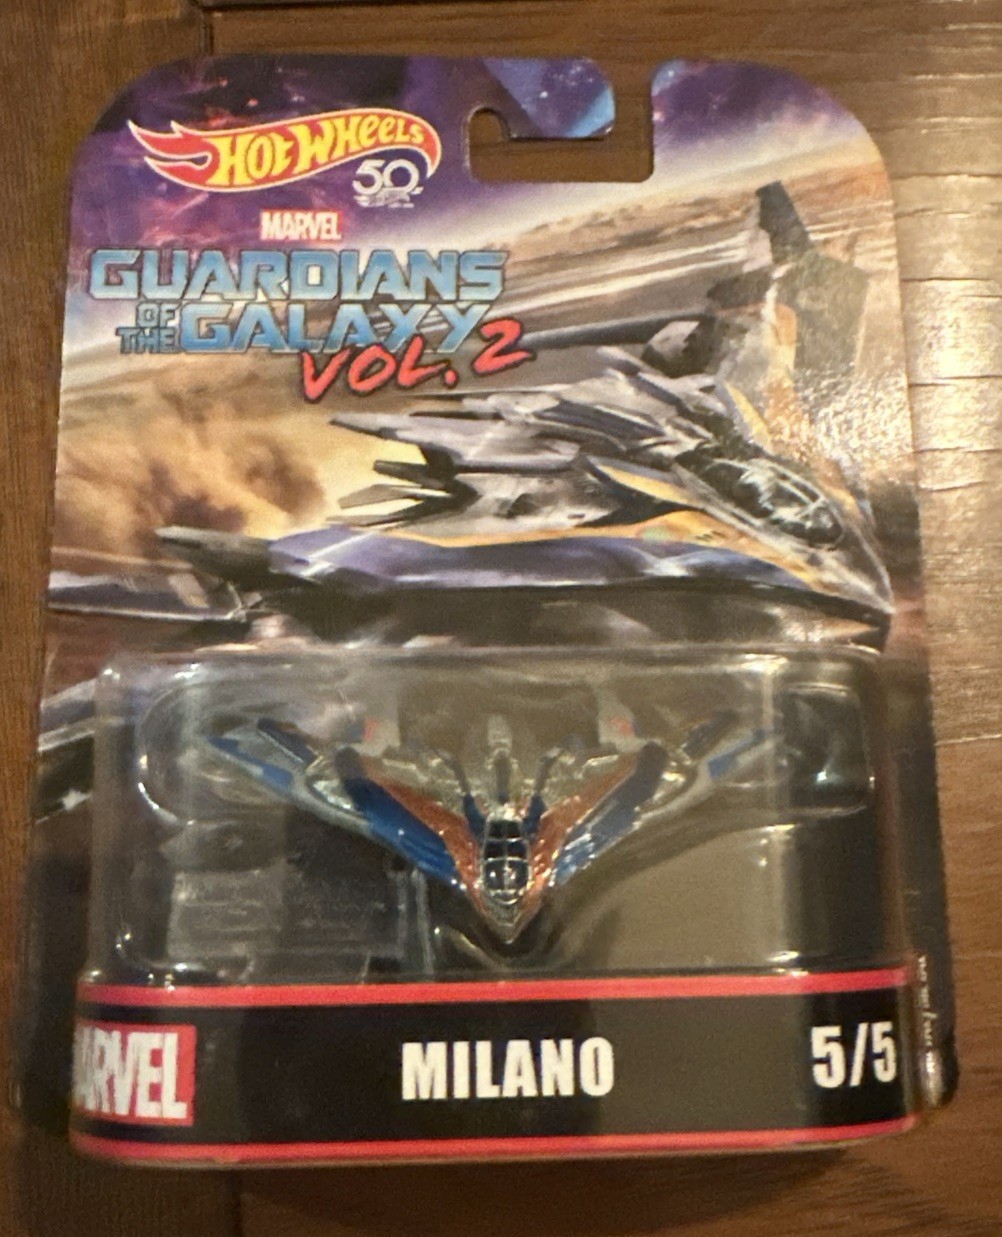 HOT WHEELS
50
MARVEL
GUARDIANS
OF
THE GALAXY
VOL. 2
MARVEL
MILANO
5/5